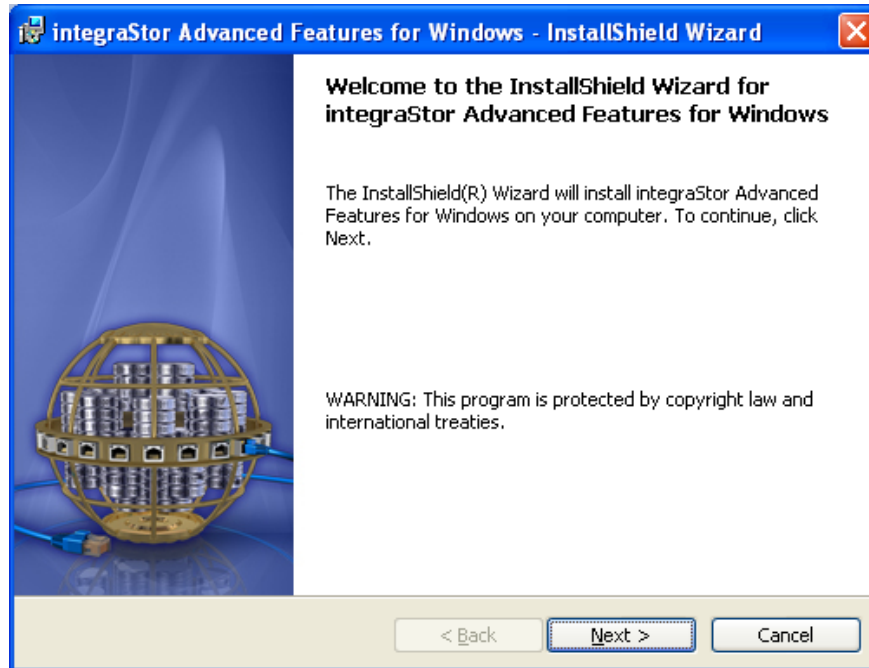 integraStor Advanced Features for Windows - InstallShield Wizard
Welcome to the InstallShield Wizard for
integraStor Advanced Features for Windows
The InstallShield(R) Wizard will install integraStor Advanced
Features for Windows on your computer. To continue, click
Next.
WARNING: This program is protected by copyright law and
international treaties.
< Back
Next >
Cancel